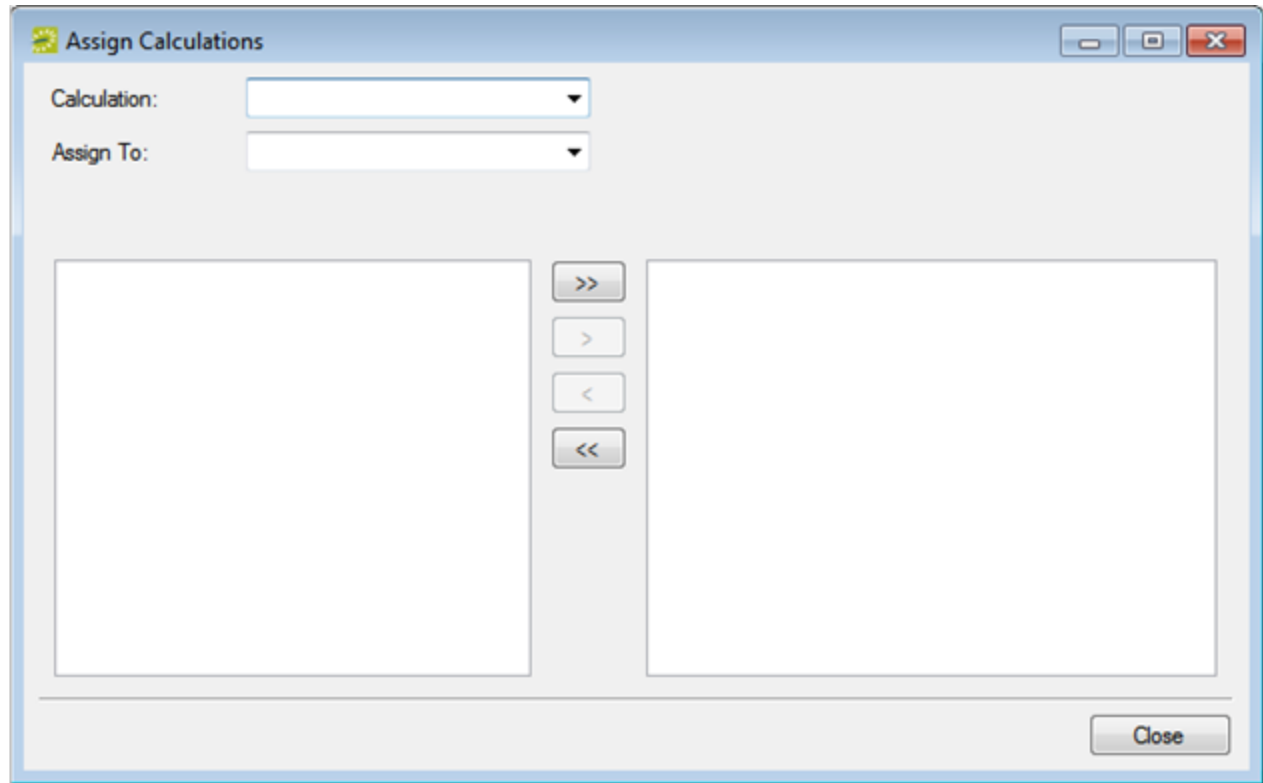 Assign Calculations
Calculation:
Assign To:
>>
>
<
<<
Close